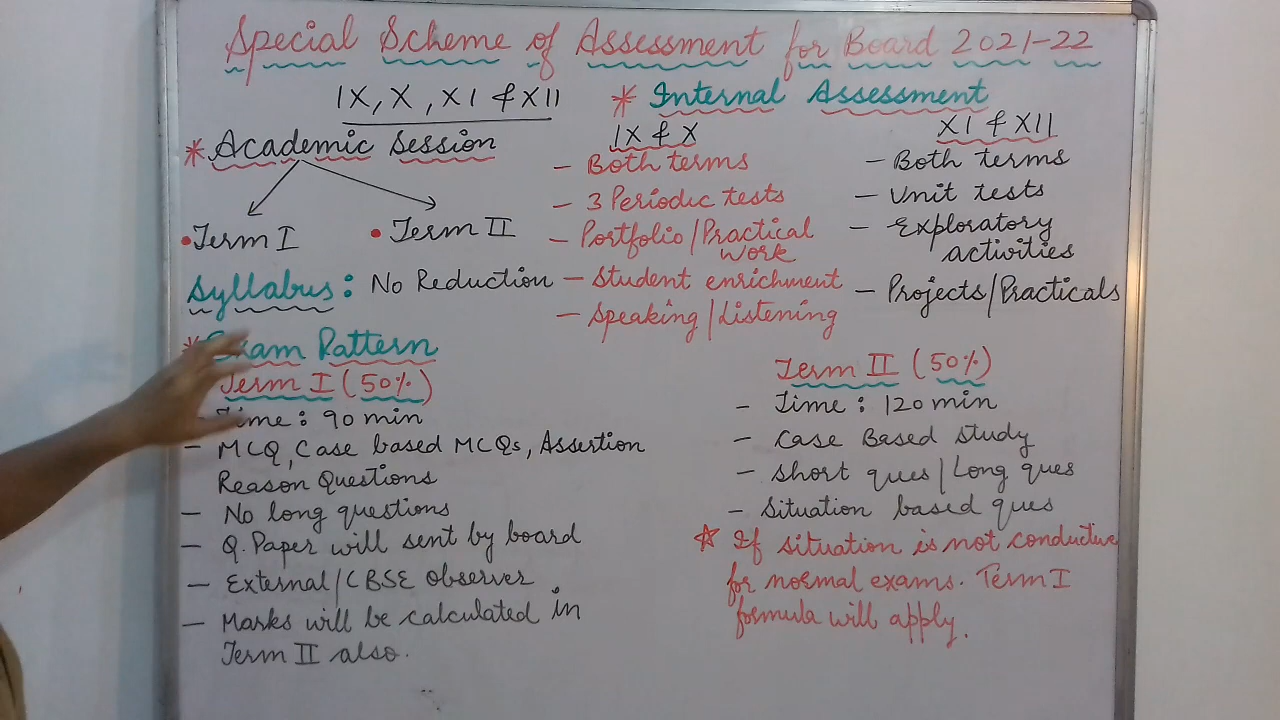 Special Scheme of Assessment for Board 2021-22
IX, X, XI & XII
* Academic Session
• Term I
• Term II
Syllabus: No Reduction
* Internal Assessment
IX & X
- Both terms
- 3 Periodic tests
- Portfolio/Practical
work
- Student enrichment
- Speaking/Listening
XI & XII
- Both terms
- Unit tests
- Exploratory
activities
- Projects/Practicals
* Exam Pattern
Term I (50%)
- Time: 90 min
- MCQ, Case based MCQs, Assertion
Reason Questions
- No long questions
- Q. Paper will sent by board
- External/CBSE observer
- Marks will be calculated in
Term II also.
Term II (50%)
- Time: 120 min
- Case Based study
- Short ques/Long ques
- Situation based ques
☆ If situation is not conductive
for normal exams. Term I
formula will apply.